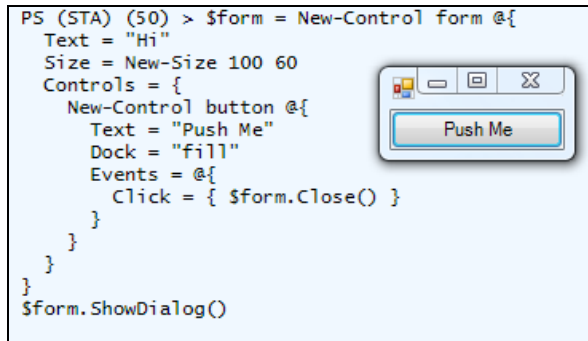 PS (STA) (50) > $form = New-Control form @{
  Text = "Hi"
  Size = New-Size 100 60
  Controls = {
    New-Control button @{
      Text = "Push Me"
      Dock = "fill"
      Events = @{
        Click = { $form.Close() }
      }
    }
  }
}
$form.ShowDialog()
Push Me